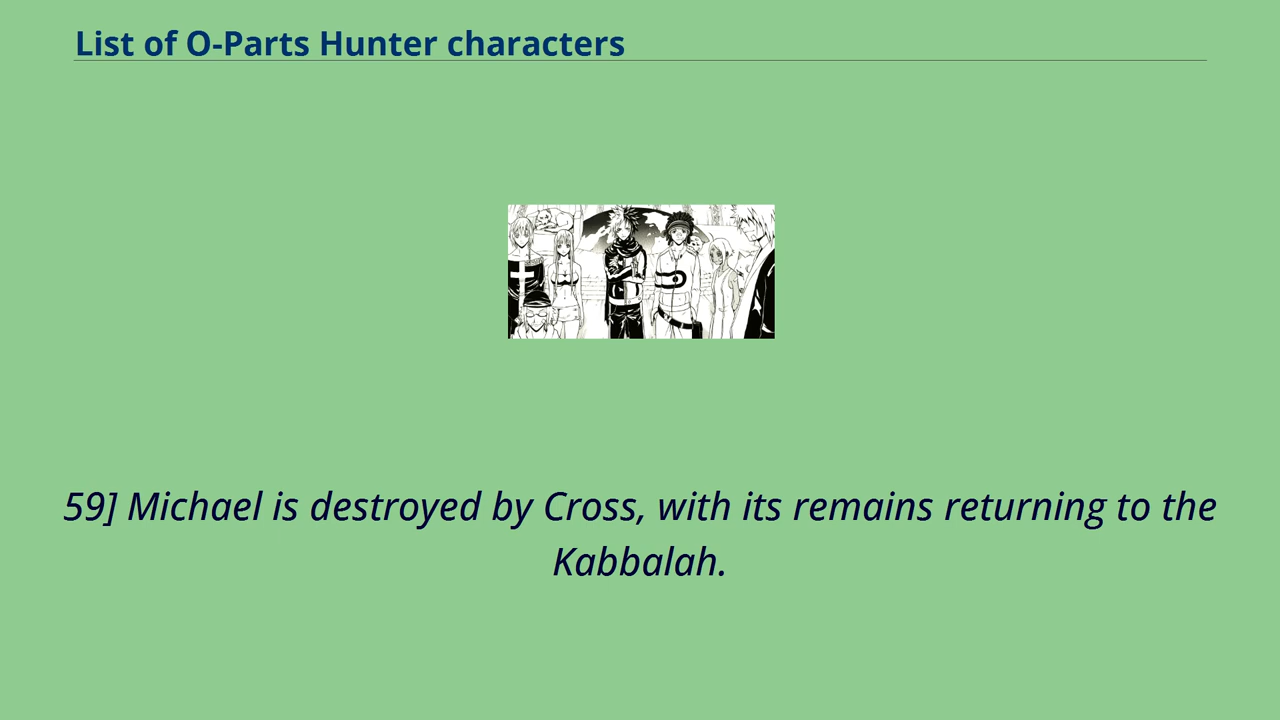 List of O-Parts Hunter characters
59] Michael is destroyed by Cross, with its remains returning to the
Kabbalah.